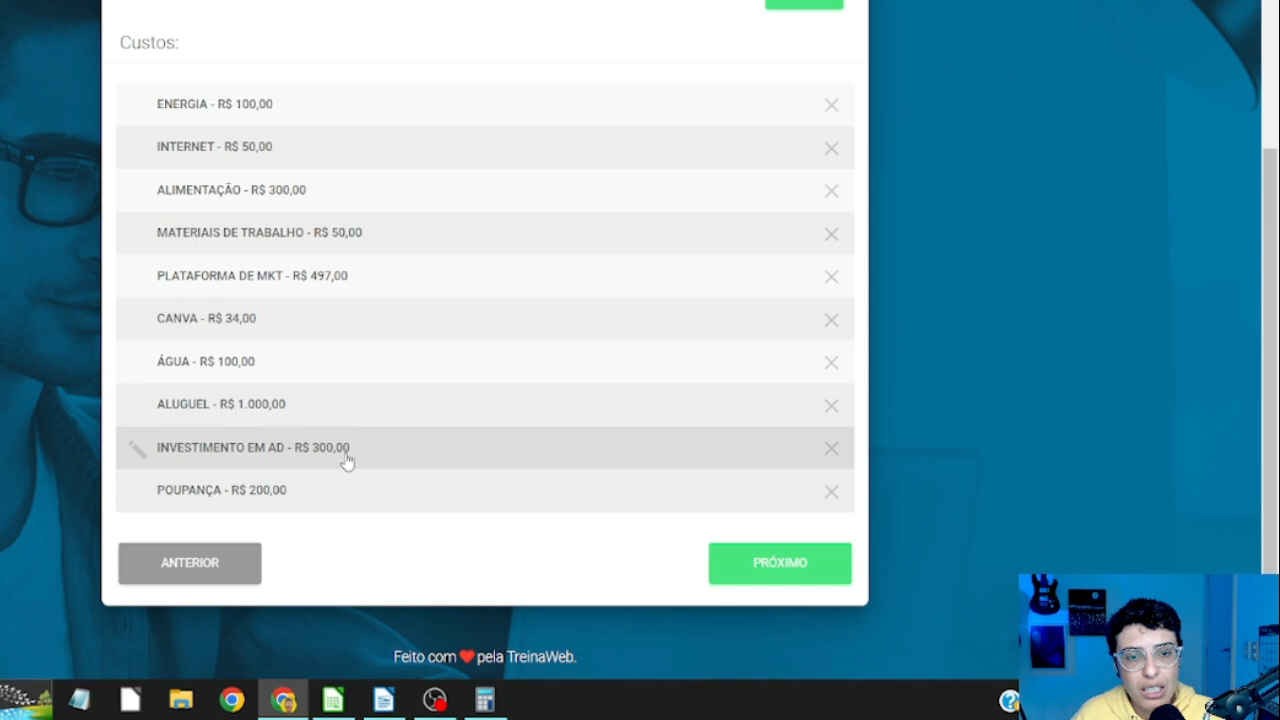 Custos:
ENERGIA - R$ 100,00
INTERNET - R$ 50,00
ALIMENTAÇÃO - R$ 300,00
MATERIAIS DE TRABALHO - R$ 50,00
PLATAFORMA DE MKT - R$ 497,00
CANVA - R$ 34,00
ÁGUA - R$ 100,00
ALUGUEL - R$ 1.000,00
INVESTIMENTO EM AD - R$ 300,00
POUPANÇA - R$ 200,00
ANTERIOR
PRÓXIMO
Feito com ❤ pela TreinaWeb.